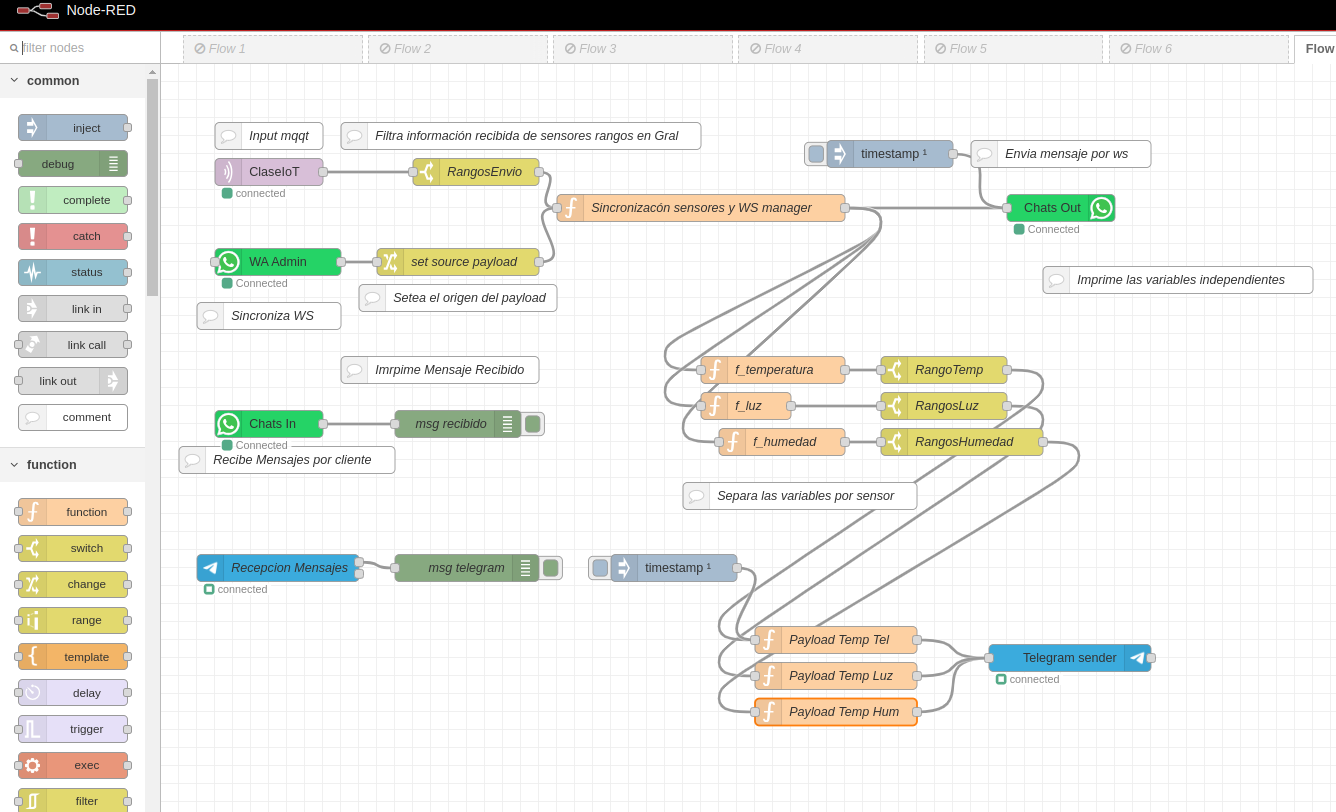 Node-RED
filter nodes
Flow 1
Flow 2
Flow 3
Flow 4
Flow 5
Flow 6
Flow
common
inject
debug
complete
catch
status
link in
link call
link out
comment
function
function
switch
change
range
template
delay
trigger
exec
filter
Input mqqt
Filtra información recibida de sensores rangos en Gral
timestamp ¹
Envia mensaje por ws
ClaseIoT
connected
RangosEnvio
Sincronizacón sensores y WS manager
Chats Out
Connected
WA Admin
Connected
set source payload
Imprime las variables independientes
Setea el origen del payload
Sincroniza WS
Imrpime Mensaje Recibido
f_temperatura
RangoTemp
f_luz
RangosLuz
Chats In
Connected
msg recibido
f_humedad
RangosHumedad
Recibe Mensajes por cliente
Separa las variables por sensor
Recepcion Mensajes
connected
msg telegram
timestamp ¹
Payload Temp Tel
Telegram sender
connected
Payload Temp Luz
Payload Temp Hum